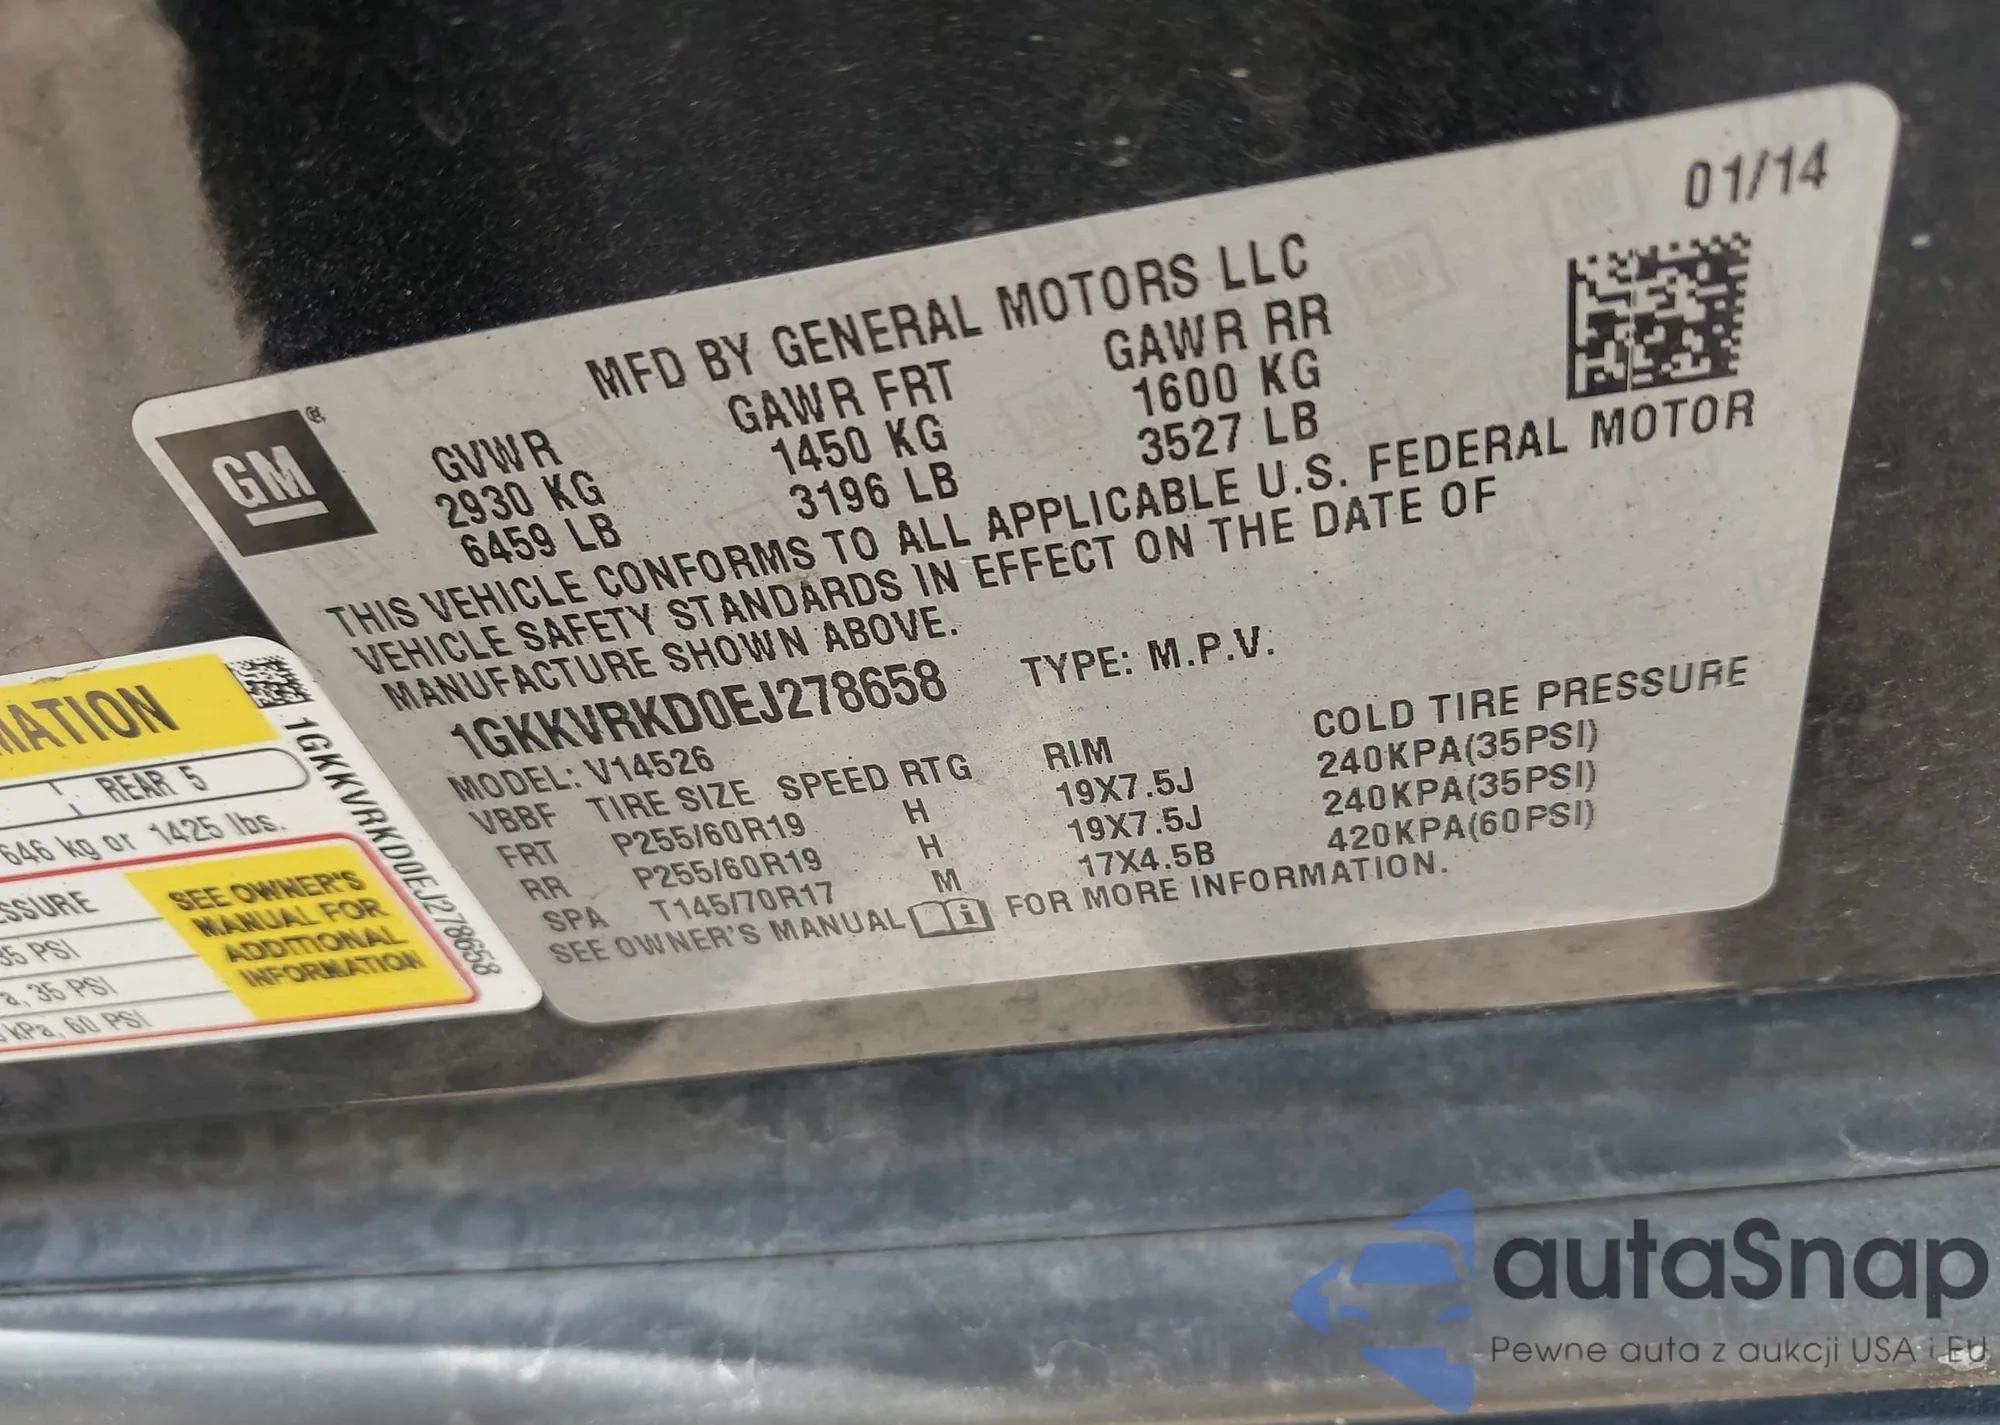 01/14
MFD BY GENERAL MOTORS LLC
GM®
GVWR GAWR FRT GAWR RR
2930 KG 1450 KG 1600 KG
6459 LB 3196 LB 3527 LB
THIS VEHICLE CONFORMS TO ALL APPLICABLE U.S. FEDERAL MOTOR
VEHICLE SAFETY STANDARDS IN EFFECT ON THE DATE OF
MANUFACTURE SHOWN ABOVE.
1GKKVRKD0EJ278658 TYPE: M.P.V.
MODEL: V14526
VBBF TIRE SIZE SPEED RTG RIM COLD TIRE PRESSURE
FRT P255/60R19 H 19X7.5J 240KPA(35PSI)
RR P255/60R19 H 19X7.5J 240KPA(35PSI)
SPA T145/70R17 M 17X4.5B 420KPA(60PSI)
SEE OWNER'S MANUAL FOR MORE INFORMATION.
MATION
REAR 5
646 kg or 1425 lbs.
SSURE
35 PSI
a, 35 PSI
kPa, 60 PSI
SEE OWNER'S
MANUAL FOR
ADDITIONAL
INFORMATION
1GKKVRKD0EJ278658
autaSnap
Pewne auta z aukcji USA i EU